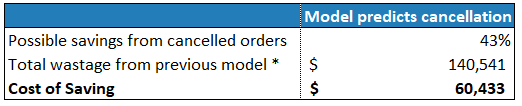 Model predicts cancellation
Possible savings from cancelled orders 43%
Total wastage from previous model * $ 140,541
Cost of Saving $ 60,433